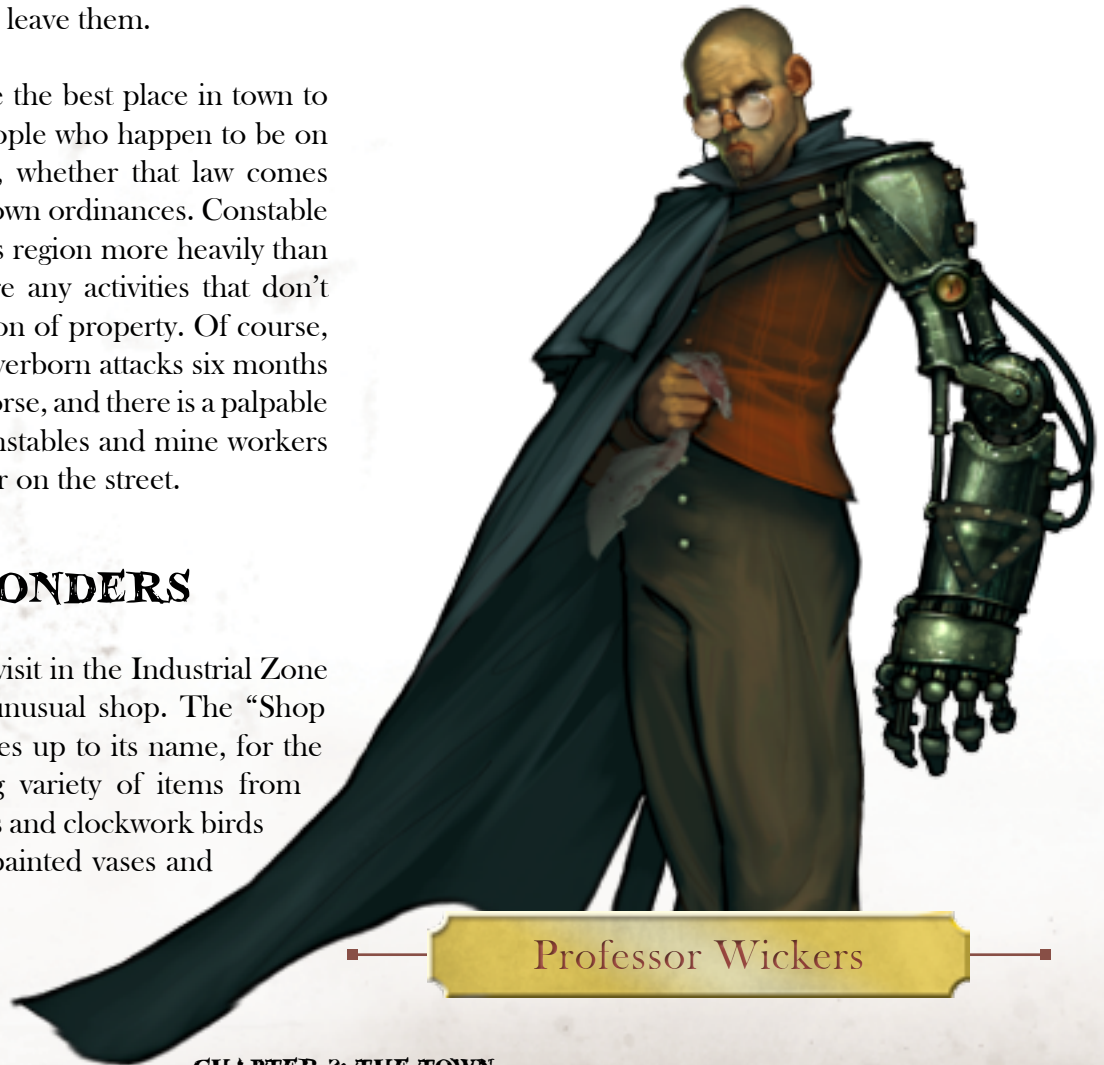 leave them.
the best place in town to
ople who happen to be on
, whether that law comes
own ordinances. Constable
s region more heavily than
e any activities that don’t
on of property. Of course,
verborn attacks six months
orse, and there is a palpable
nstables and mine workers
r on the street.
ONDERS
visit in the Industrial Zone
unusual shop. The “Shop
es up to its name, for the
g variety of items from
s and clockwork birds
painted vases and
Professor Wickers
CHAPTER 2: THE TOWN